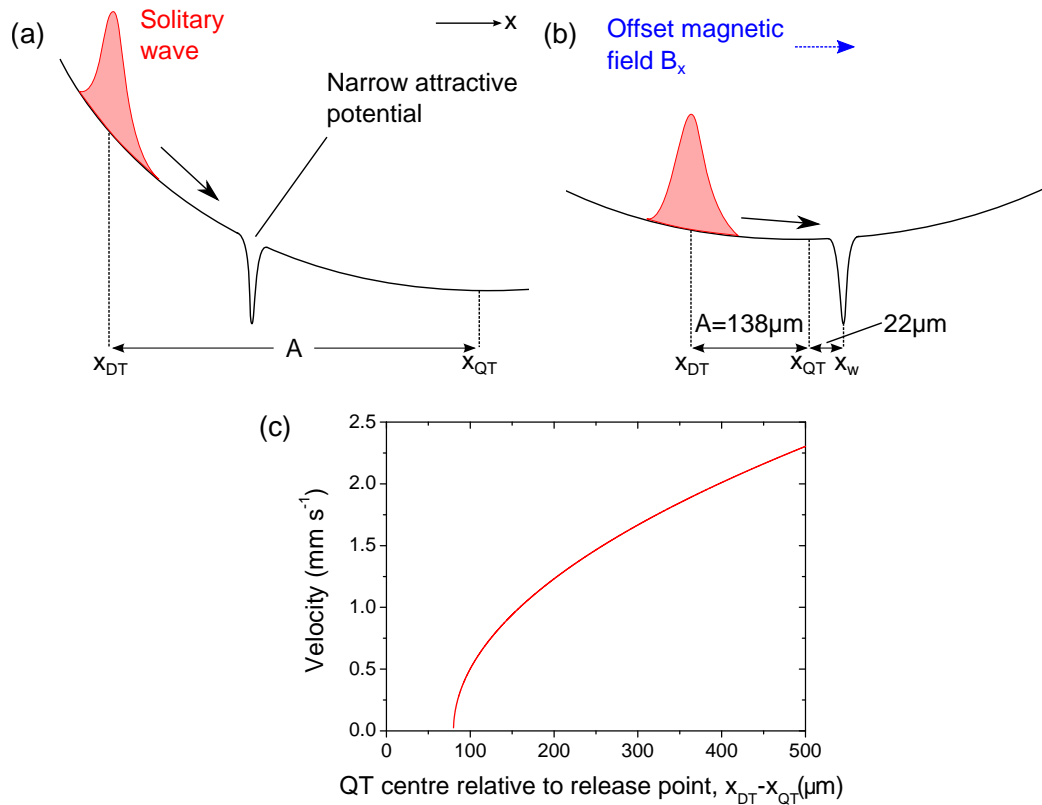 (a)
Solitary
wave
x
Narrow attractive
potential
A
x_DT
x_QT
(b)
Offset magnetic
field B_x
A=138μm
22μm
x_DT
x_QT
x_w
(c)
2.5
2.0
1.5
1.0
0.5
0.0
Velocity (mm s⁻¹)
0 100 200 300 400 500
QT centre relative to release point, x_DT-x_QT(μm)